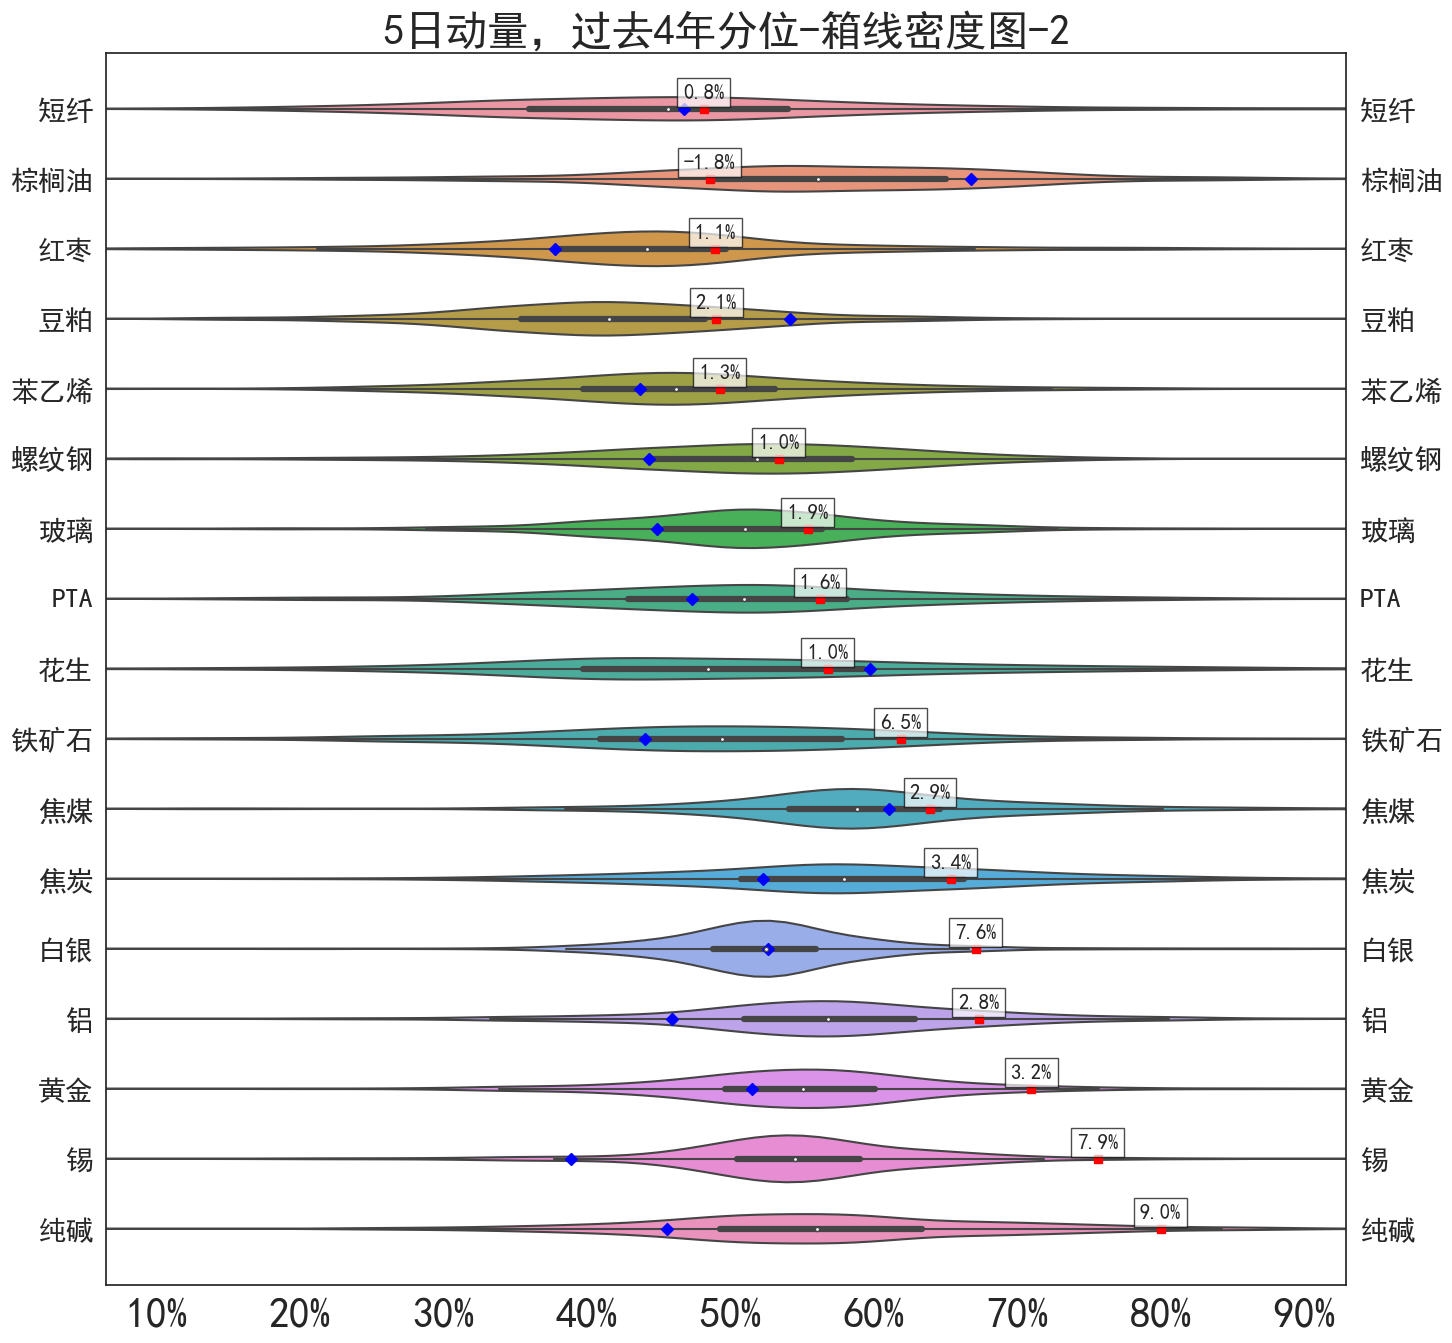 5日动量，过去4年分位-箱线密度图-2
短纤 0.8% 短纤
棕榈油 -1.8% 棕榈油
红枣 1.1% 红枣
豆粕 2.1% 豆粕
苯乙烯 1.3% 苯乙烯
螺纹钢 1.0% 螺纹钢
玻璃 1.9% 玻璃
PTA 1.6% PTA
花生 1.0% 花生
铁矿石 6.5% 铁矿石
焦煤 2.9% 焦煤
焦炭 3.4% 焦炭
白银 7.6% 白银
铝 2.8% 铝
黄金 3.2% 黄金
锡 7.9% 锡
纯碱 9.0% 纯碱
10% 20% 30% 40% 50% 60% 70% 80% 90%